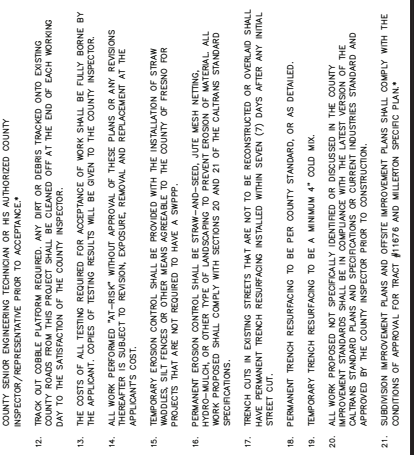 COUNTY SENIOR ENGINEERING TECHNICIAN OR HIS AUTHORIZED COUNTY
INSPECTOR/REPRESENTATIVE PRIOR TO ACCEPTANCE.*
12. TRACK OUT COBBLE PLATFORM REQUIRED. ANY DIRT OR DEBRIS TRACKED ONTO EXISTING
COUNTY ROADS FROM THIS PROJECT SHALL BE CLEANED OFF AT THE END OF EACH WORKING
DAY TO THE SATISFACTION OF THE COUNTY INSPECTOR.
13. THE COSTS OF ALL TESTING REQUIRED FOR ACCEPTANCE OF WORK SHALL BE FULLY BORNE BY
THE APPLICANT. COPIES OF TESTING RESULTS WILL BE GIVEN TO THE COUNTY INSPECTOR.
14. ALL WORK PERFORMED "AT-RISK" WITHOUT APPROVAL OF THESE PLANS OR ANY REVISIONS
THEREAFTER IS SUBJECT TO REVISION, EXPOSURE, REMOVAL AND REPLACEMENT AT THE
APPLICANT'S COST.
15. TEMPORARY EROSION CONTROL SHALL BE PROVIDED WITH THE INSTALLATION OF STRAW
WADDLES, SILT FENCES OR OTHER MEANS AGREEABLE TO THE COUNTY OF FRESNO FOR
PROJECTS THAT ARE NOT REQUIRED TO HAVE A SWPPP.
16. PERMANENT EROSION CONTROL SHALL BE STRAW-AND-SEED, JUTE MESH NETTING,
HYDRO-MULCH, OR OTHER TYPE OF LANDSCAPING TO PREVENT EROSION OF MATERIAL. ALL
WORK PROPOSED SHALL COMPLY WITH SECTIONS 20 AND 21 OF THE CALTRANS STANDARD
SPECIFICATIONS.
17. TRENCH CUTS IN EXISTING STREETS THAT ARE NOT TO BE RECONSTRUCTED OR OVERLAID SHALL
HAVE PERMANENT TRENCH RESURFACING INSTALLED WITHIN SEVEN (7) DAYS AFTER ANY INITIAL
STREET CUT.
18. PERMANENT TRENCH RESURFACING TO BE PER COUNTY STANDARD, OR AS DETAILED.
19. TEMPORARY TRENCH RESURFACING TO BE A MINIMUM 4" COLD MIX.
20. ALL WORK PROPOSED NOT SPECIFICALLY IDENTIFIED OR DISCUSSED IN THE COUNTY
IMPROVEMENT STANDARDS SHALL BE IN COMPLIANCE WITH THE LATEST VERSION OF THE
CALTRANS STANDARD PLANS AND SPECIFICATIONS OR CURRENT INDUSTRIES STANDARD AND
APPROVED BY THE COUNTY INSPECTOR PRIOR TO CONSTRUCTION.
21. SUBDIVISION IMPROVEMENT PLANS AND OFFSITE IMPROVEMENT PLANS SHALL COMPLY WITH THE
CONDITIONS OF APPROVAL FOR TRACT #11676 AND MILLERTON SPECIFIC PLAN.*